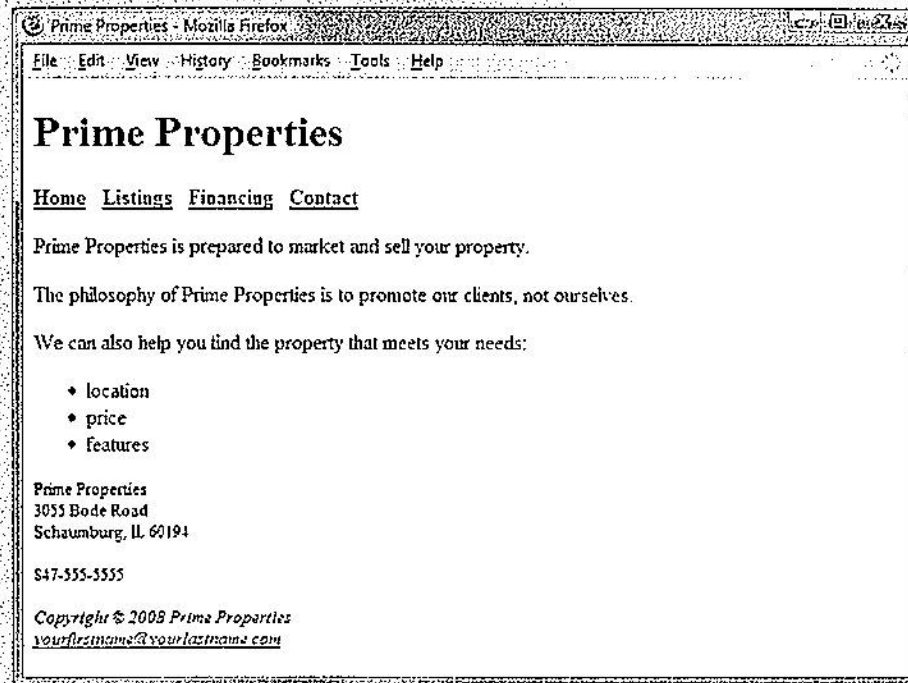 Prime Properties - Mozilla Firefox
File Edit View History Bookmarks Tools Help
Prime Properties
Home Listings Financing Contact
Prime Properties is prepared to market and sell your property.
The philosophy of Prime Properties is to promote our clients, not ourselves.
We can also help you find the property that meets your needs:
• location
• price
• features
Prime Properties
3055 Bode Road
Schaumburg, IL 60194
847-555-5555
Copyright © 2008 Prime Properties
yourfirstname@yourlastname.com